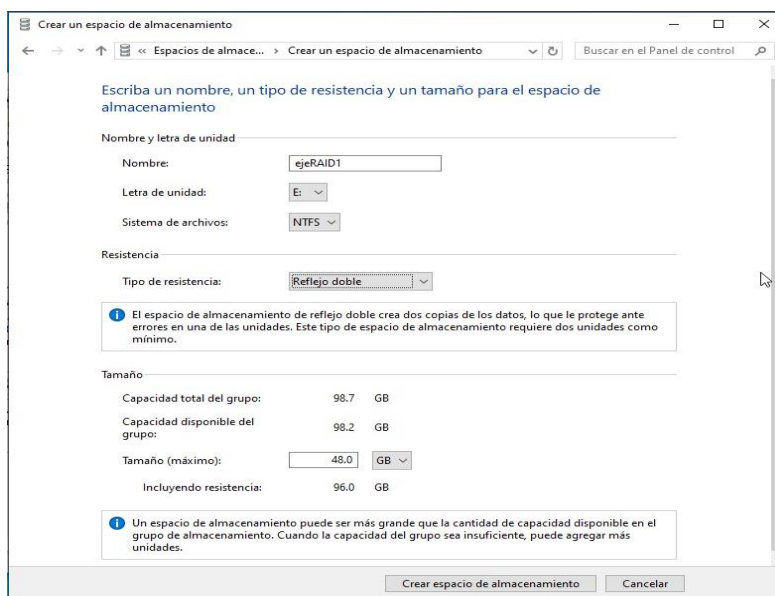 Crear un espacio de almacenamiento
« Espacios de almace... > Crear un espacio de almacenamiento
Buscar en el Panel de control
Escriba un nombre, un tipo de resistencia y un tamaño para el espacio de
almacenamiento
Nombre y letra de unidad
Nombre: ejeRAID1
Letra de unidad: E:
Sistema de archivos: NTFS
Resistencia
Tipo de resistencia: Reflejo doble
El espacio de almacenamiento de reflejo doble crea dos copias de los datos, lo que le protege ante
errores en una de las unidades. Este tipo de espacio de almacenamiento requiere dos unidades como
mínimo.
Tamaño
Capacidad total del grupo: 98.7 GB
Capacidad disponible del
grupo: 98.2 GB
Tamaño (máximo): 48.0 GB
Incluyendo resistencia: 96.0 GB
Un espacio de almacenamiento puede ser más grande que la cantidad de capacidad disponible en el
grupo de almacenamiento. Cuando la capacidad del grupo sea insuficiente, puede agregar más
unidades.
Crear espacio de almacenamiento Cancelar